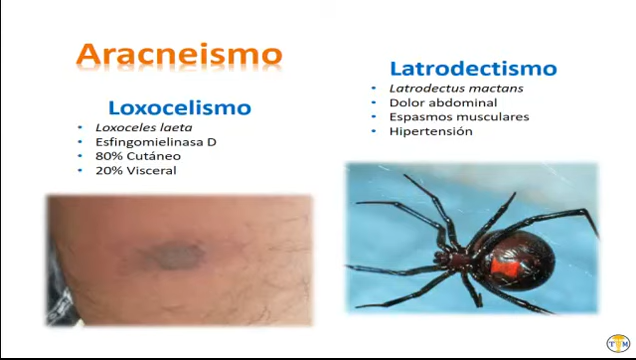 Aracneismo
Loxocelismo
• Loxoceles laeta
• Esfingomielinasa D
• 80% Cutáneo
• 20% Visceral
Latrodectismo
• Latrodectus mactans
• Dolor abdominal
• Espasmos musculares
• Hipertensión
T M